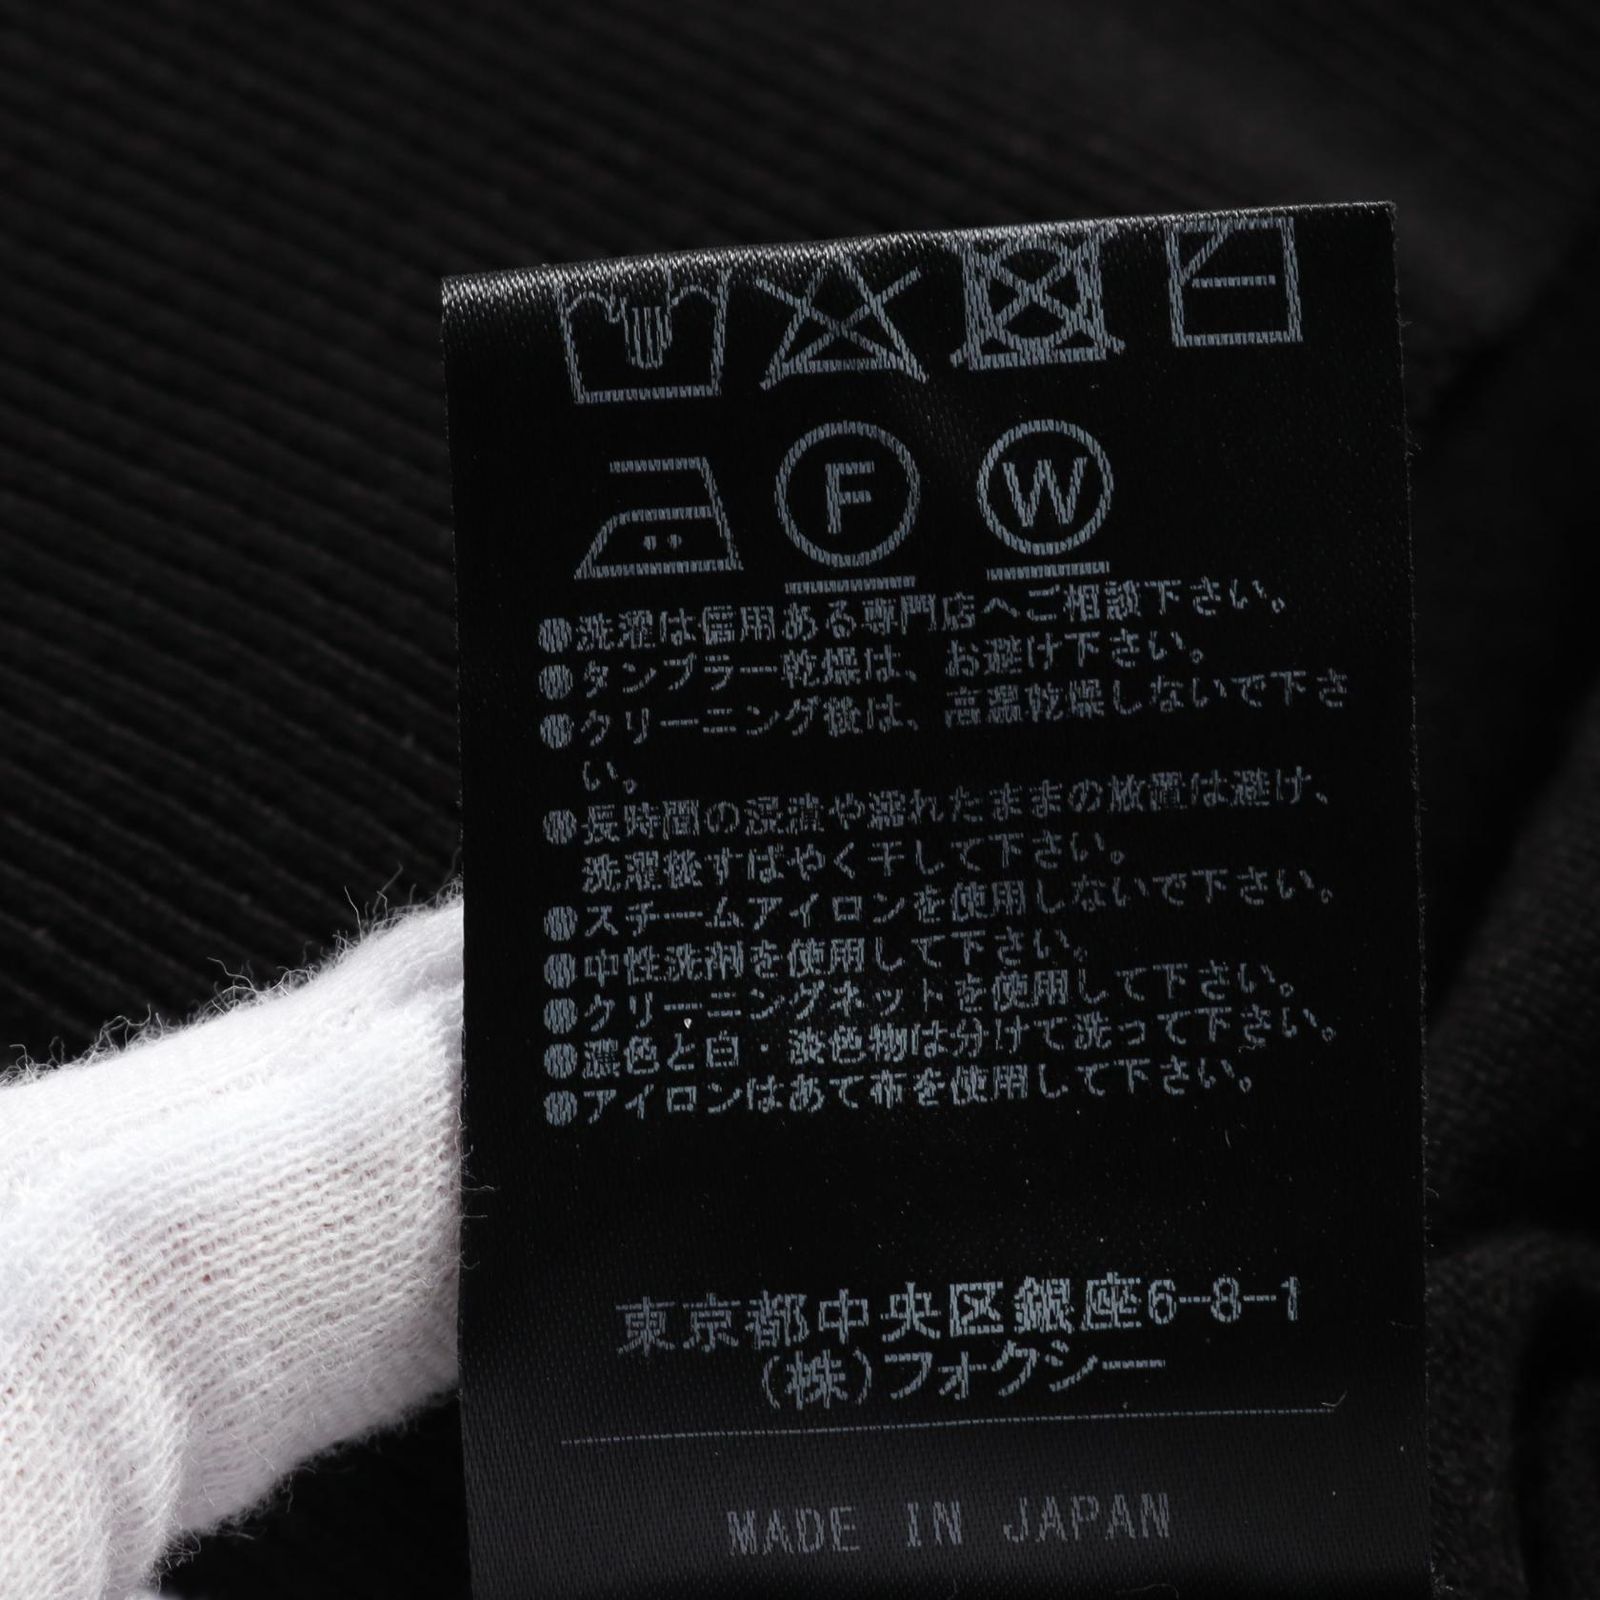 F W
●洗濯は信用ある専門店へご相談下さい。
●タンブラー乾燥は、お避け下さい。
●クリーニング後は、高温乾燥しないで下さ
い。
●長時間の浸漬や濡れたままの放置は避け、
洗濯後すばやく干して下さい。
●スチームアイロンを使用しないで下さい。
●中性洗剤を使用して下さい。
●クリーニングネットを使用して下さい。
●濃色と白・淡色物は分けて洗って下さい。
●アイロンはあて布を使用して下さい。
東京都中央区銀座6-8-1
(株)フォクシー
MADE IN JAPAN